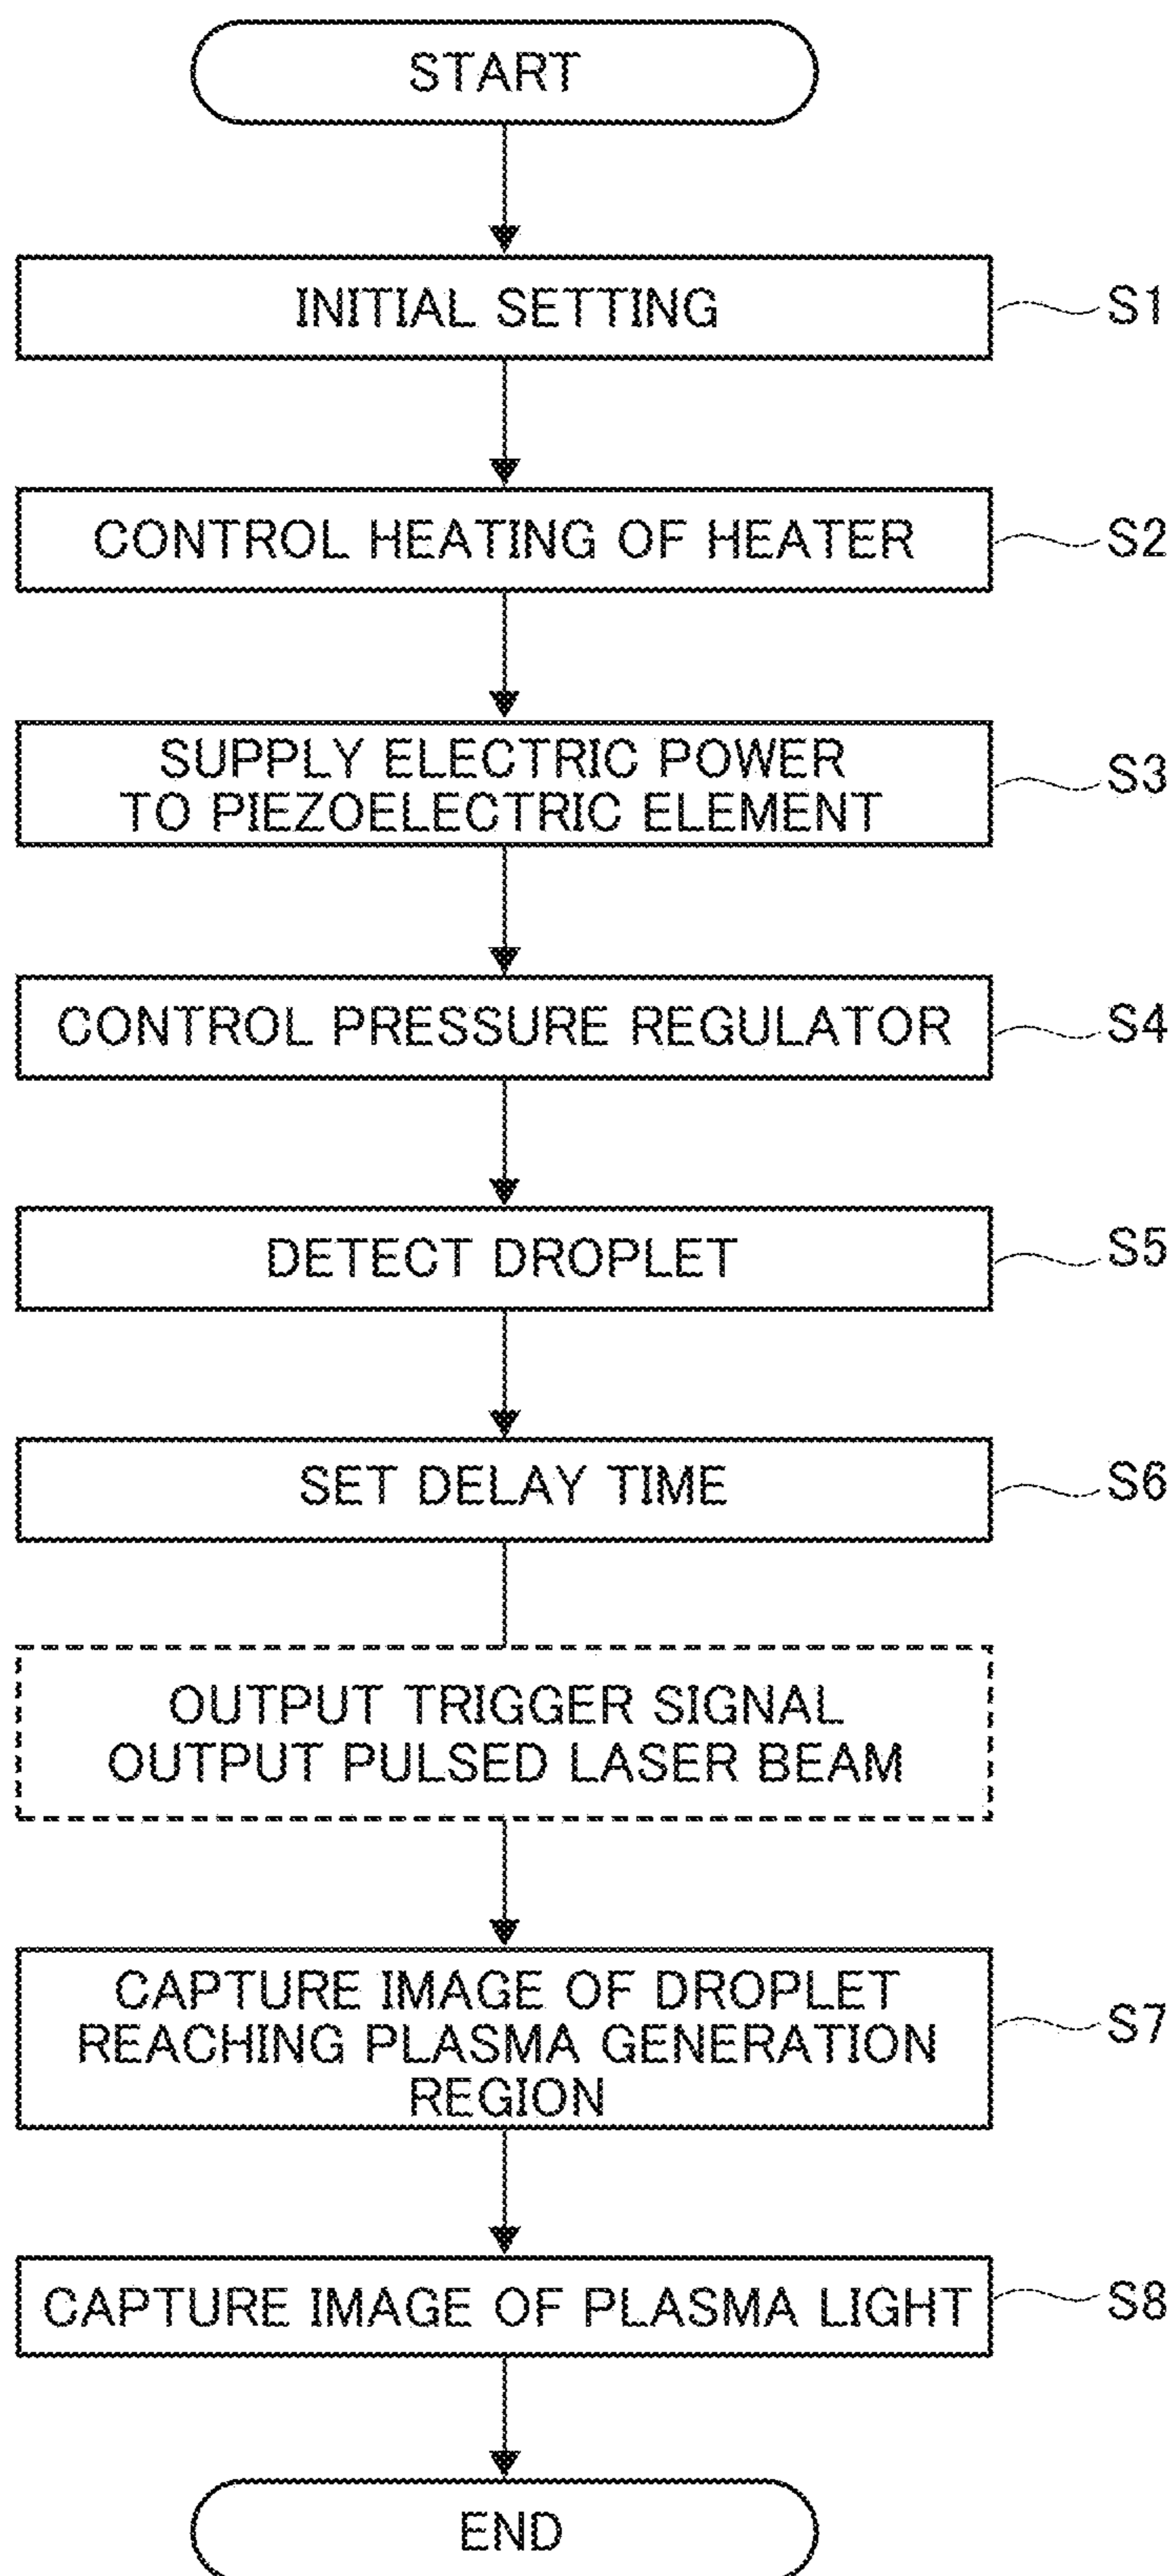 START
INITIAL SETTING
S1
CONTROL HEATING OF HEATER
S2
SUPPLY ELECTRIC POWER
TO PIEZOELECTRIC ELEMENT
S3
CONTROL PRESSURE REGULATOR
S4
DETECT DROPLET
S5
SET DELAY TIME
S6
OUTPUT TRIGGER SIGNAL
OUTPUT PULSED LASER BEAM
CAPTURE IMAGE OF DROPLET
REACHING PLASMA GENERATION
REGION
S7
CAPTURE IMAGE OF PLASMA LIGHT
S8
END